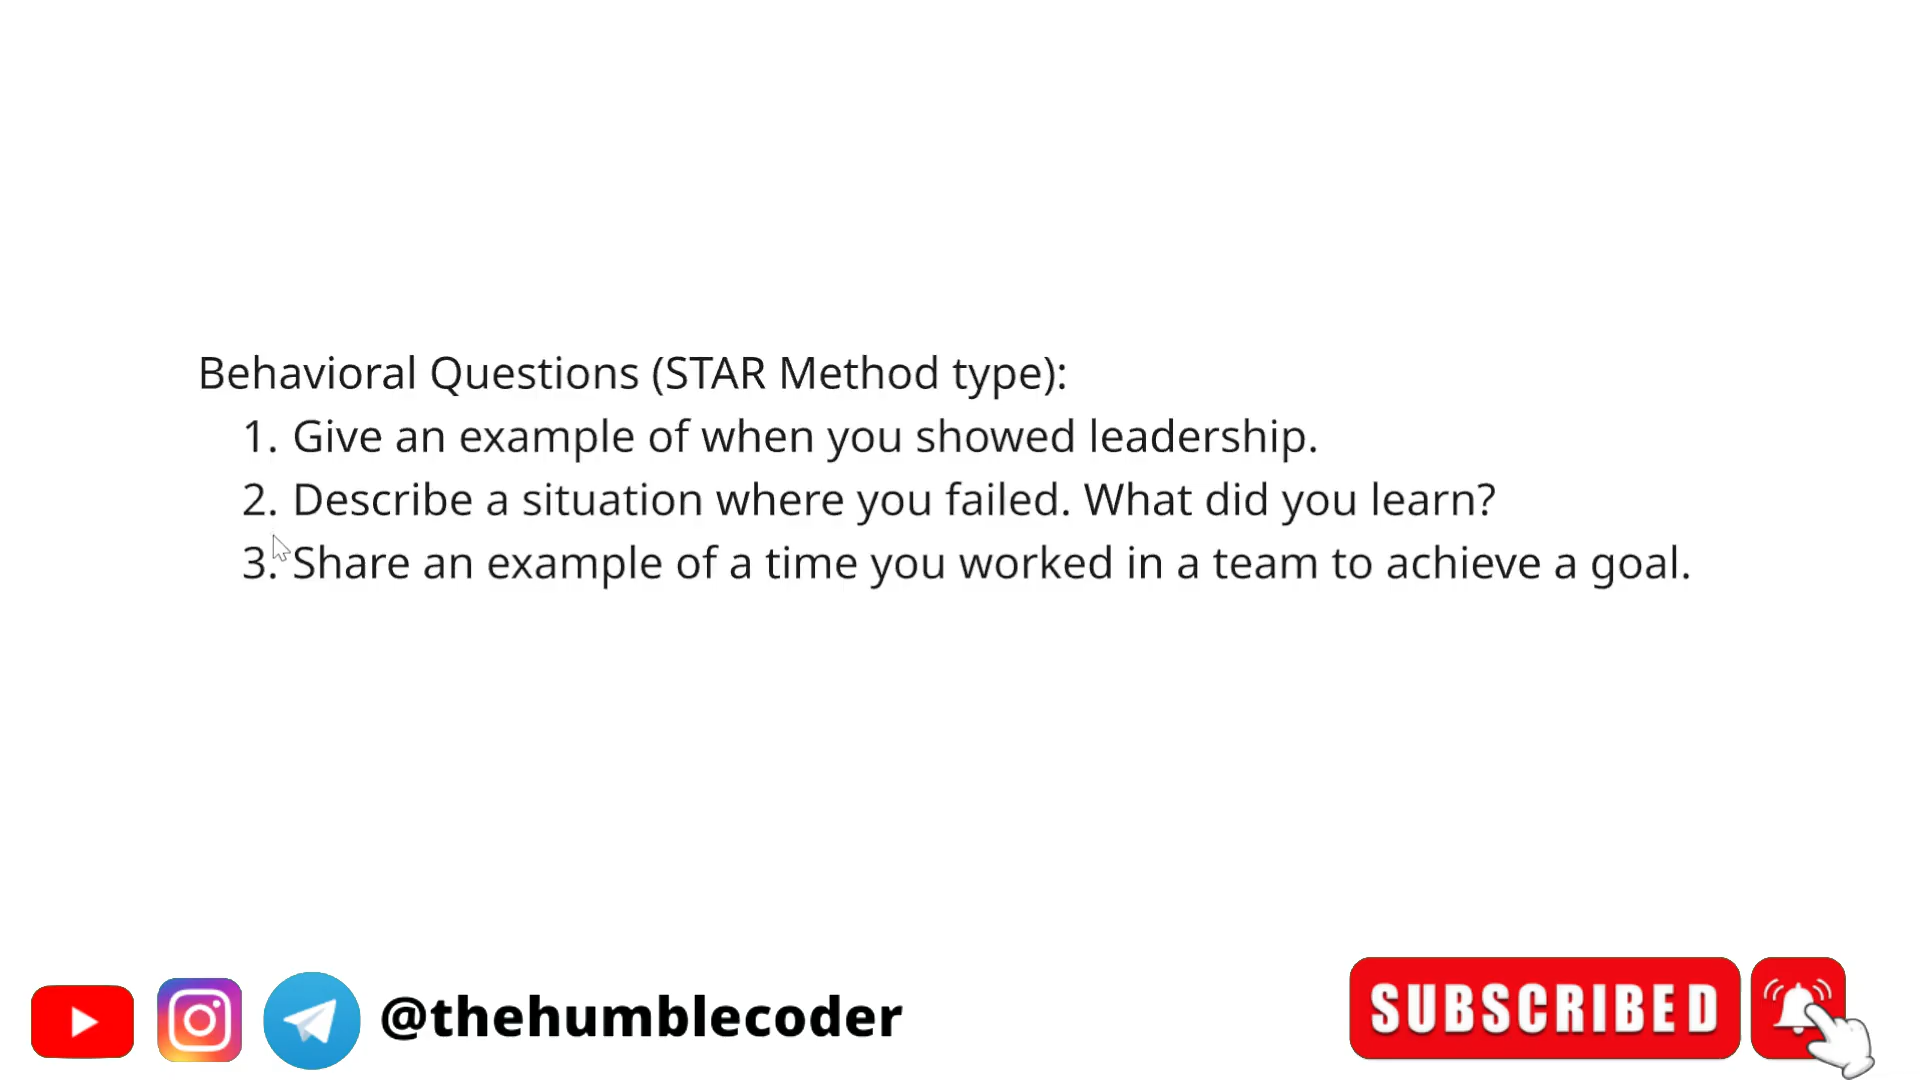 Behavioral Questions (STAR Method type):
1. Give an example of when you showed leadership.
2. Describe a situation where you failed. What did you learn?
3. Share an example of a time you worked in a team to achieve a goal.
@thehumblecoder
SUBSCRIBED